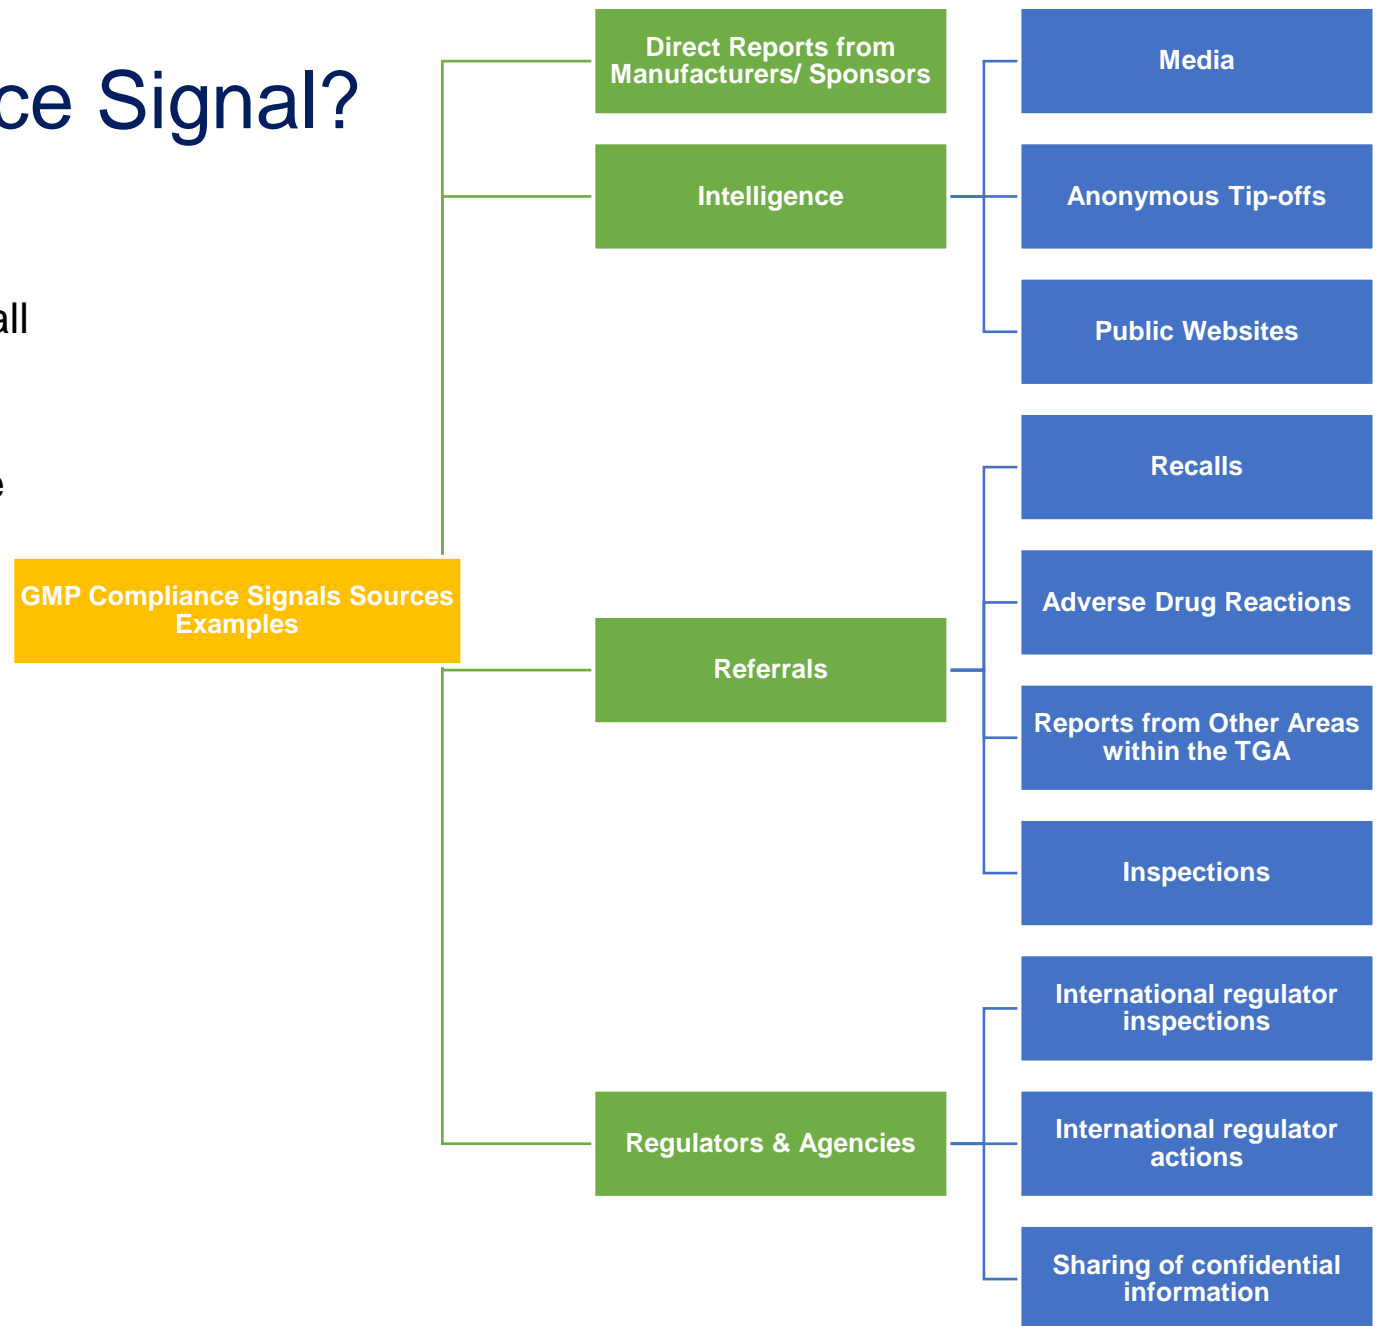 ce Signal?
all
e
GMP Compliance Signals Sources
Examples
Direct Reports from
Manufacturers/ Sponsors
Intelligence
Media
Anonymous Tip-offs
Public Websites
Referrals
Recalls
Adverse Drug Reactions
Reports from Other Areas
within the TGA
Inspections
Regulators & Agencies
International regulator
inspections
International regulator
actions
Sharing of confidential
information